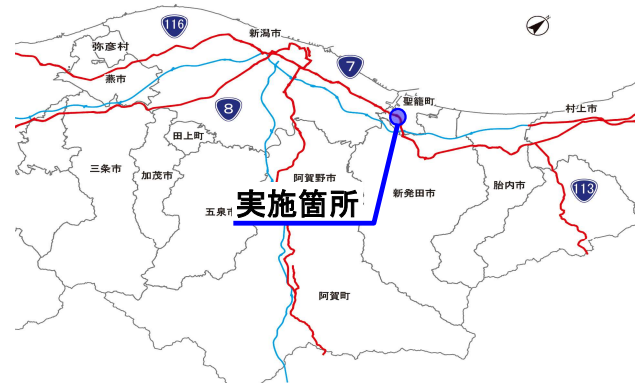 116
新潟市
弥彦村
7
燕市
聖籠町
村上市
8
田上町
三条市
加茂市
阿賀野市
新発田市
胎内市
113
五泉市
実施箇所
阿賀町